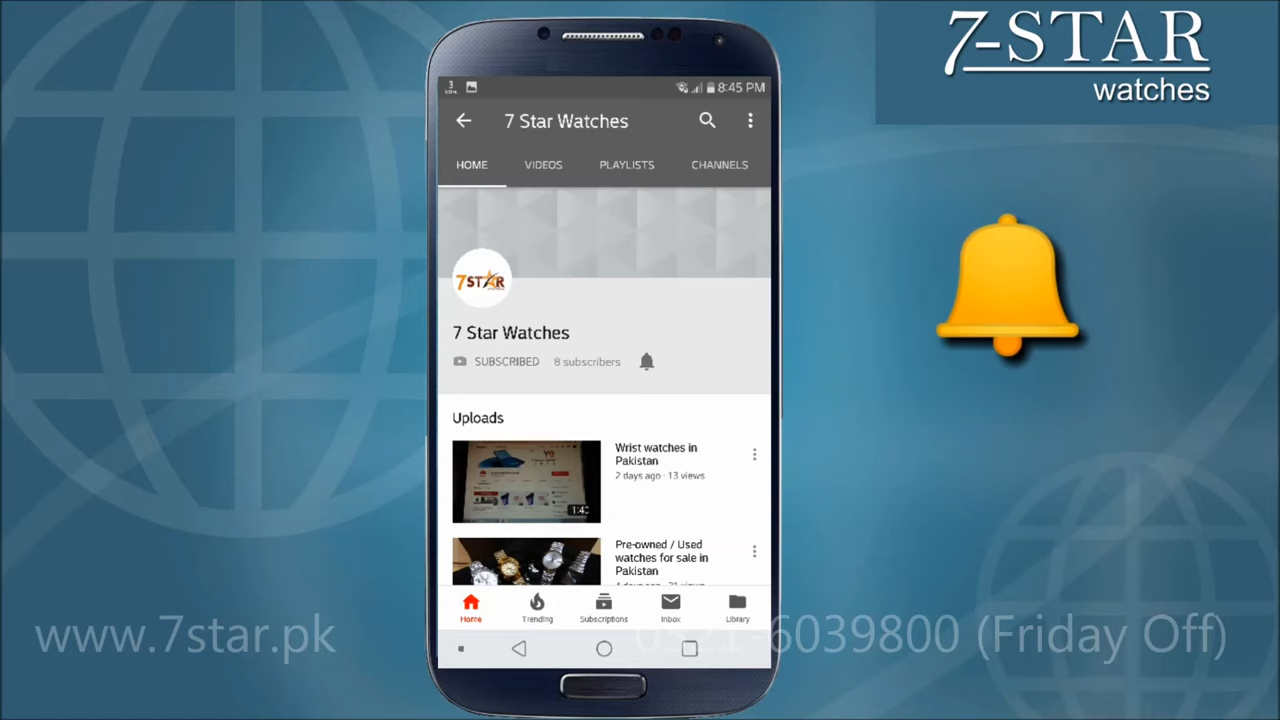 7-STAR
watches
3
8:45 PM
7 Star Watches
HOME VIDEOS PLAYLISTS CHANNELS
7STAR
7 Star Watches
SUBSCRIBED 8 subscribers
Uploads
Wrist watches in
Pakistan
2 days ago · 13 views
1:40
Pre-owned / Used
watches for sale in
Pakistan
Home Trending Subscriptions Inbox Library
www.7star.pk
6039800 (Friday Off)